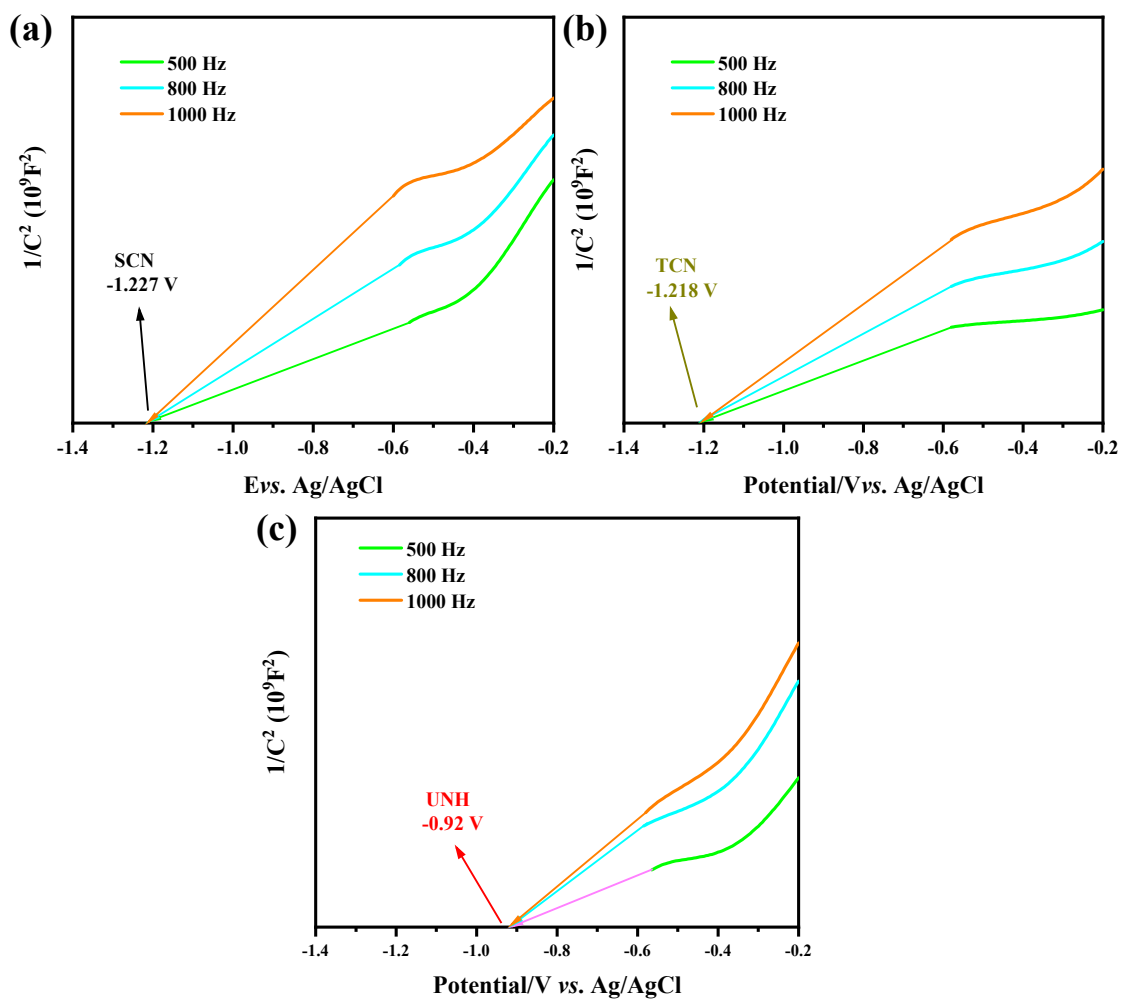 (a)
500 Hz
800 Hz
1000 Hz
1/C² (10⁹F²)
SCN
-1.227 V
-1.4 -1.2 -1.0 -0.8 -0.6 -0.4 -0.2
Evs. Ag/AgCl
(b)
500 Hz
800 Hz
1000 Hz
1/C² (10⁹F²)
TCN
-1.218 V
-1.4 -1.2 -1.0 -0.8 -0.6 -0.4 -0.2
Potential/Vvs. Ag/AgCl
(c)
500 Hz
800 Hz
1000 Hz
1/C² (10⁹F²)
UNH
-0.92 V
-1.4 -1.2 -1.0 -0.8 -0.6 -0.4 -0.2
Potential/V vs. Ag/AgCl